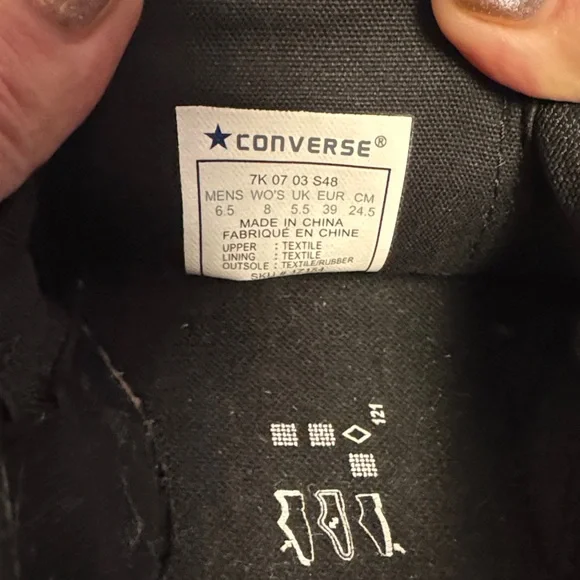 ★CONVERSE®
7K 07 03 S48
MENS WO'S UK EUR CM
6.5 8 5.5 39 24.5
MADE IN CHINA
FABRIQUÉ EN CHINE
UPPER : TEXTILE
LINING : TEXTILE
OUTSOLE : TEXTILE/RUBBER
SKU #
121